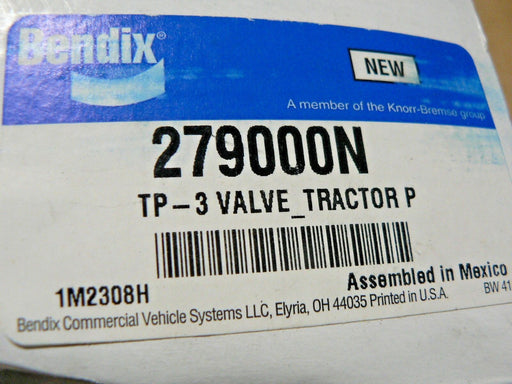 Bendix®
NEW
A member of the Knorr-Bremse group
279000N
TP-3 VALVE_TRACTOR P
1M2308H
Assembled in Mexico
Bendix Commercial Vehicle Systems LLC, Elyria, OH 44035 Printed in U.S.A.
BW 41